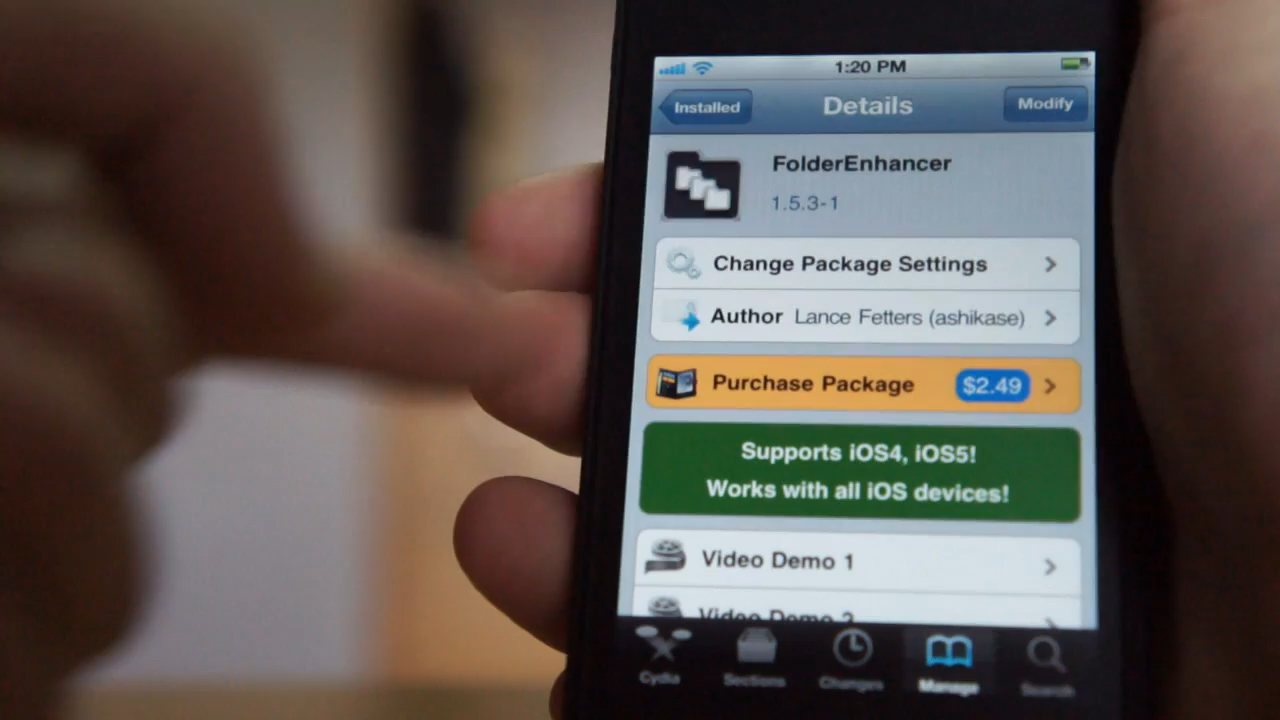 1:20 PM
Installed
Details
Modify
FolderEnhancer
1.5.3-1
Change Package Settings
Author Lance Fetters (ashikase)
Purchase Package $2.49
Supports iOS4, iOS5!
Works with all iOS devices!
Video Demo 1
Video Demo 2
Cydia Sections Changes Manage Search